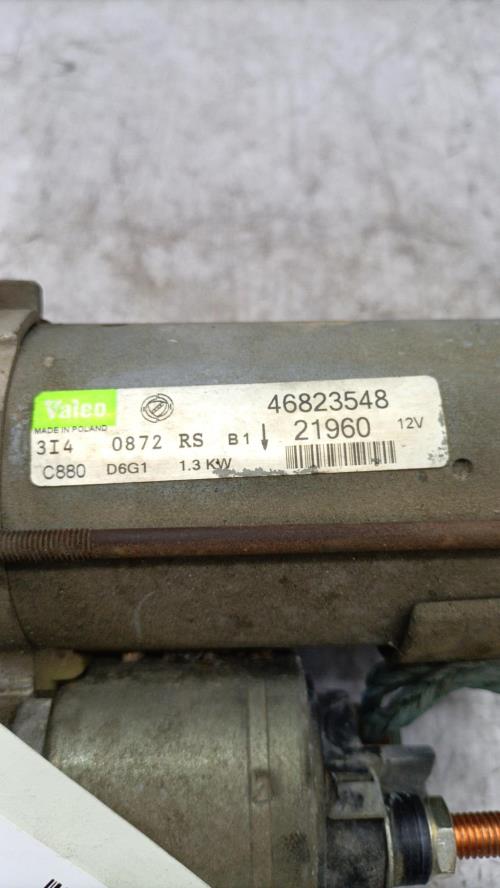 Valeo
46823548
MADE IN POLAND
3I4 0872 RS B1 21960 12V
C880 D6G1 1.3 KW